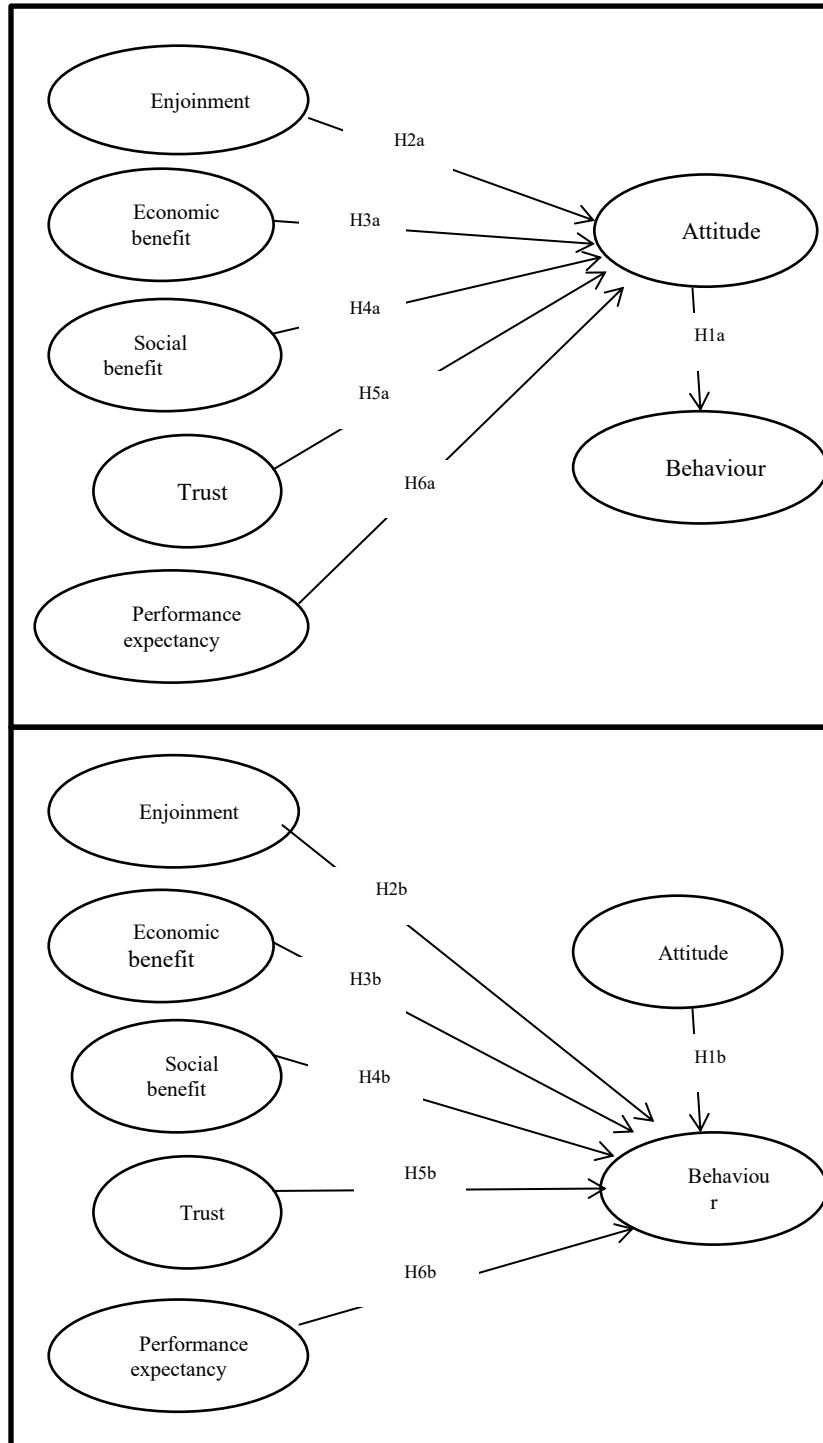 Enjoinment
H2a
Economic
benefit
H3a
Attitude
Social
benefit
H4a
H1a
Trust
H5a
Behaviour
H6a
Performance
expectancy
Enjoinment
H2b
Economic
benefit
H3b
Attitude
Social
benefit
H4b
H1b
Trust
H5b
Behaviou
r
H6b
Performance
expectancy